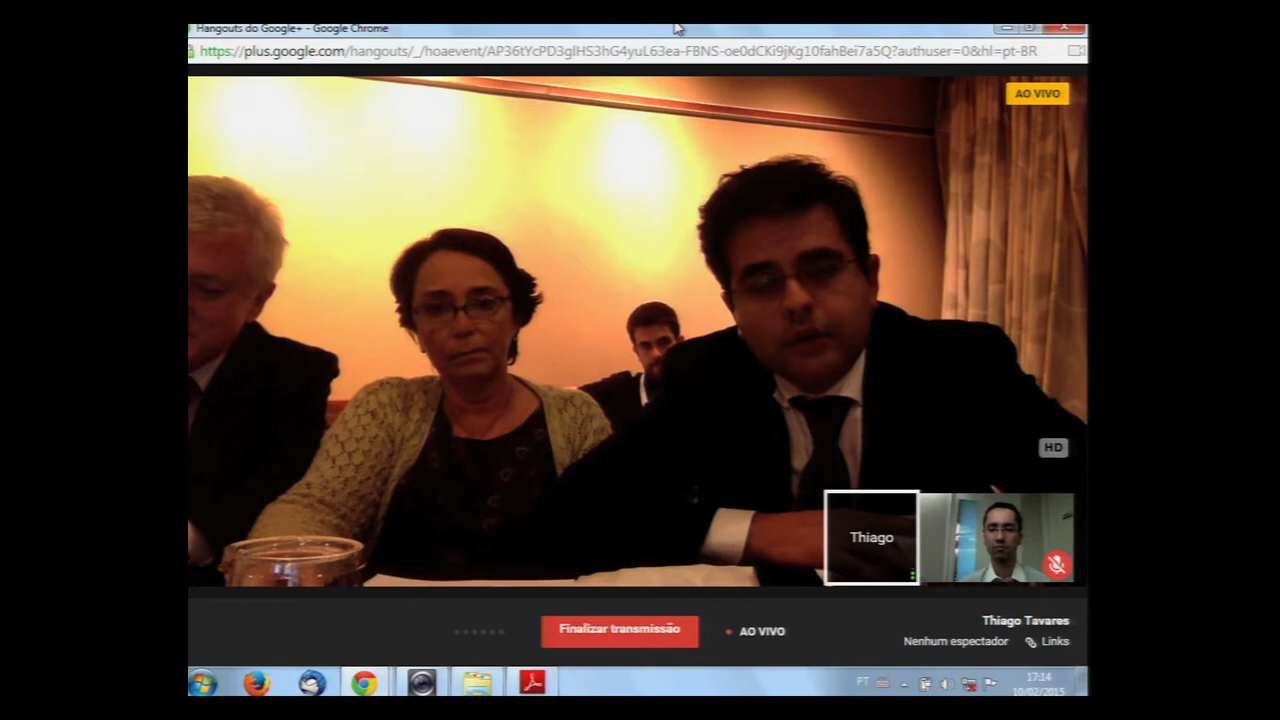 Hangouts do Google+ - Google Chrome
https://plus.google.com/hangouts/_/hoaevent/AP36tYcPD3glHS3hG4yuL63ea-FBNS-oe0dCKi9jKg10fahBei7a5Q?authuser=0&hl=pt-BR
AO VIVO
HD
Thiago
Thiago Tavares
Finalizar transmissão
AO VIVO
Nenhum espectador
Links
PT
17:14
10/02/2015